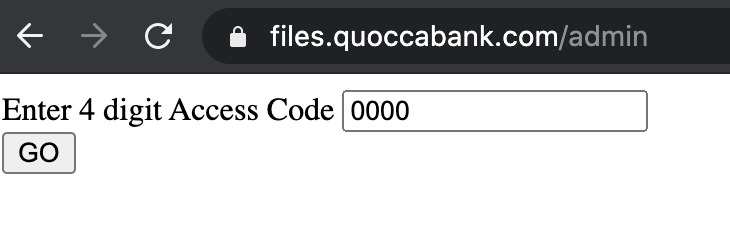 files.quoccabank.com/admin
Enter 4 digit Access Code 0000
GO